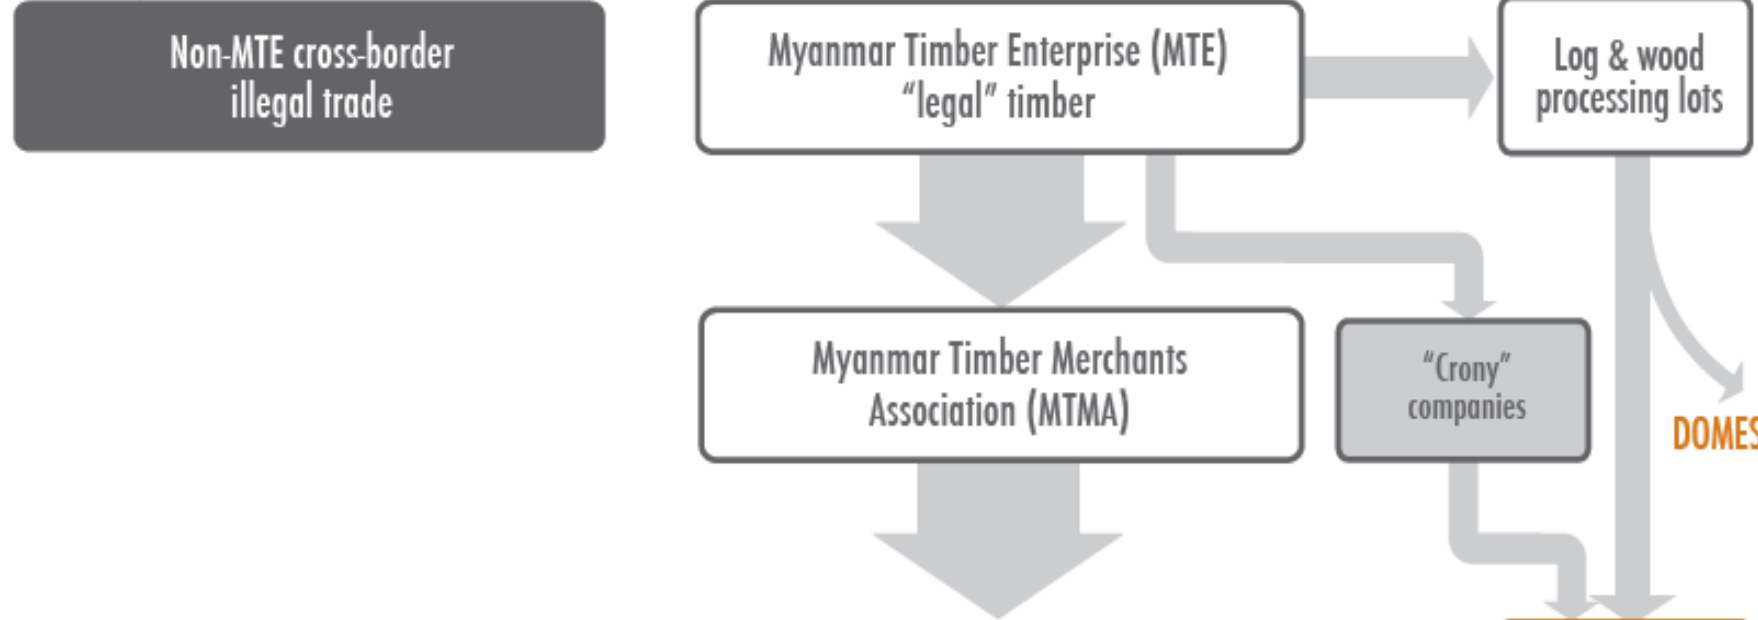 Non-MTE cross-border
illegal trade
Myanmar Timber Enterprise (MTE)
“legal” timber
Log & wood
processing lots
Myanmar Timber Merchants
Association (MTMA)
“Crony”
companies
DOMES